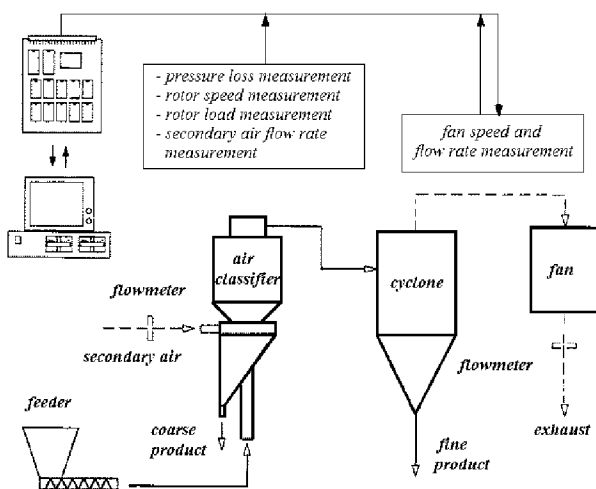 - pressure loss measurement
- rotor speed measurement
- rotor load measurement
- secondary air flow rate
measurement
fan speed and
flow rate measurement
air
classifier
cyclone
fan
flowmeter
secondary air
flowmeter
feeder
coarse
product
fine
product
exhaust